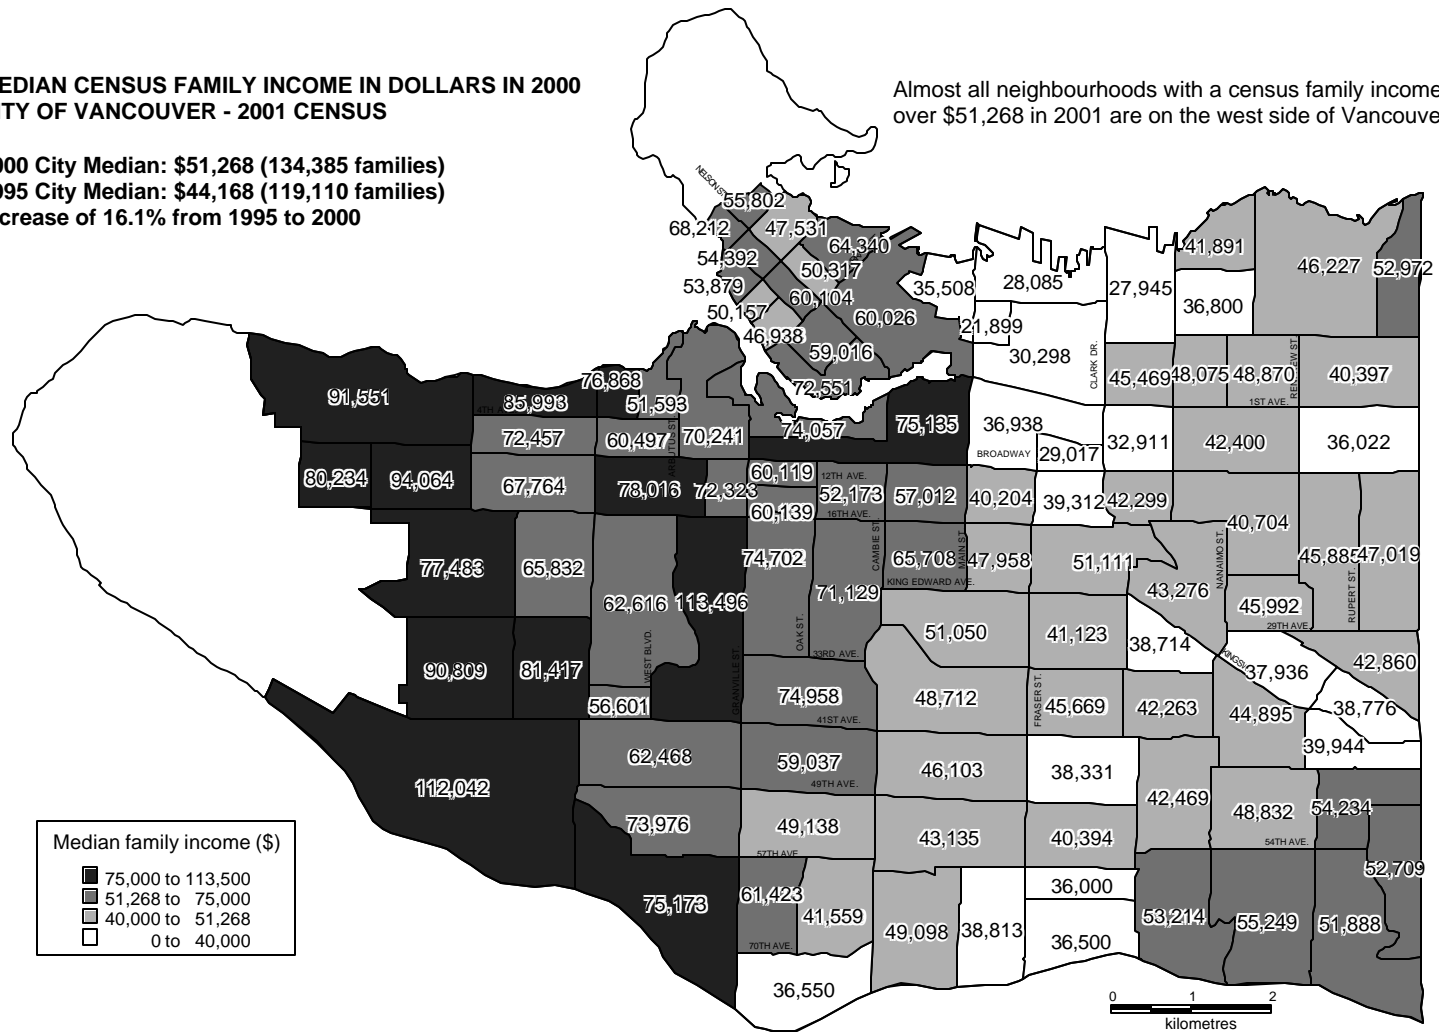 EDIAN CENSUS FAMILY INCOME IN DOLLARS IN 2000
TY OF VANCOUVER - 2001 CENSUS
000 City Median: $51,268 (134,385 families)
995 City Median: $44,168 (119,110 families)
crease of 16.1% from 1995 to 2000
Almost all neighbourhoods with a census family income
over $51,268 in 2001 are on the west side of Vancouve
NELSON ST.
55,802
68,212
47,531
64,340
54,392
50,317
53,879
60,104
50,157
60,026
46,938
59,016
72,551
35,508
28,085
27,945
41,891
46,227
52,972
36,800
21,899
30,298
CLARK DR.
45,469
48,075
48,870
40,397
1ST AVE.
91,551
76,868
85,993
4TH A
51,593
72,457
60,497
70,241
74,057
75,135
36,938
BROADWAY
29,017
32,911
42,400
36,022
80,234
94,064
67,764
78,016
72,323
60,119
12TH AVE.
52,173
57,012
40,204
39,312
42,299
60,139
16TH AVE.
40,704
77,483
65,832
74,702
CAMBIE ST.
65,708
MAIN ST.
47,958
51,111
NANAIMO ST.
45,885
47,019
KING EDWARD AVE.
62,616
113,496
71,129
43,276
45,992
RUPERT ST.
29TH AVE.
OAK ST.
51,050
41,123
38,714
90,809
81,417
WEST BLVD.
33RD AVE.
KINGSW
37,936
42,860
GRANVILLE ST.
56,601
74,958
48,712
FRASER ST.
45,669
42,263
44,895
38,776
41ST AVE.
39,944
112,042
62,468
59,037
46,103
38,331
49TH AVE.
42,469
48,832
54,234
73,976
49,138
43,135
40,394
54TH AVE.
57TH AVE
52,709
75,173
61,423
41,559
49,098
38,813
36,000
53,214
55,249
51,888
36,500
70TH AVE.
36,550
Median family income ($)
75,000 to 113,500
51,268 to 75,000
40,000 to 51,268
0 to 40,000
0 1 2
kilometres